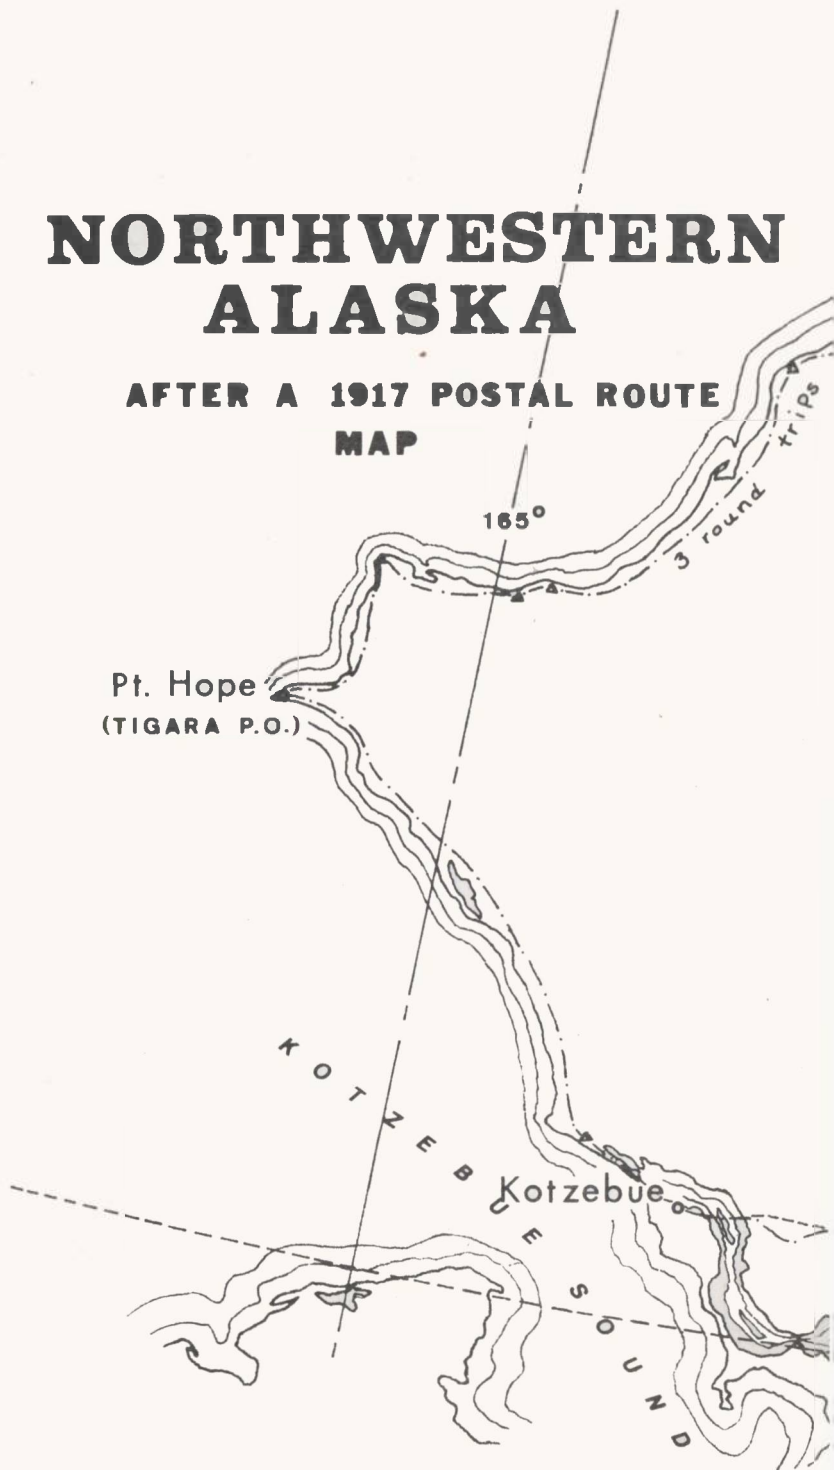 NORTHWESTERN
ALASKA
AFTER A 1917 POSTAL ROUTE
MAP
3 round trips
165°
Pt. Hope
(TIGARA P.O.)
KOTZEBUE SOUND
Kotzebue